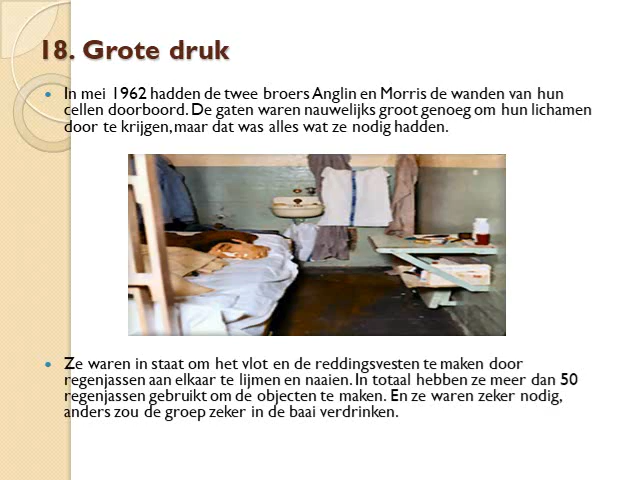 18. Grote druk
In mei 1962 hadden de twee broers Anglin en Morris de wanden van hun
cellen doorboord. De gaten waren nauwelijks groot genoeg om hun lichamen
door te krijgen, maar dat was alles wat ze nodig hadden.
Ze waren in staat om het vlot en de reddingsvesten te maken door
regenjassen aan elkaar te lijmen en naaien. In totaal hebben ze meer dan 50
regenjassen gebruikt om de objecten te maken. En ze waren zeker nodig,
anders zou de groep zeker in de baai verdrinken.